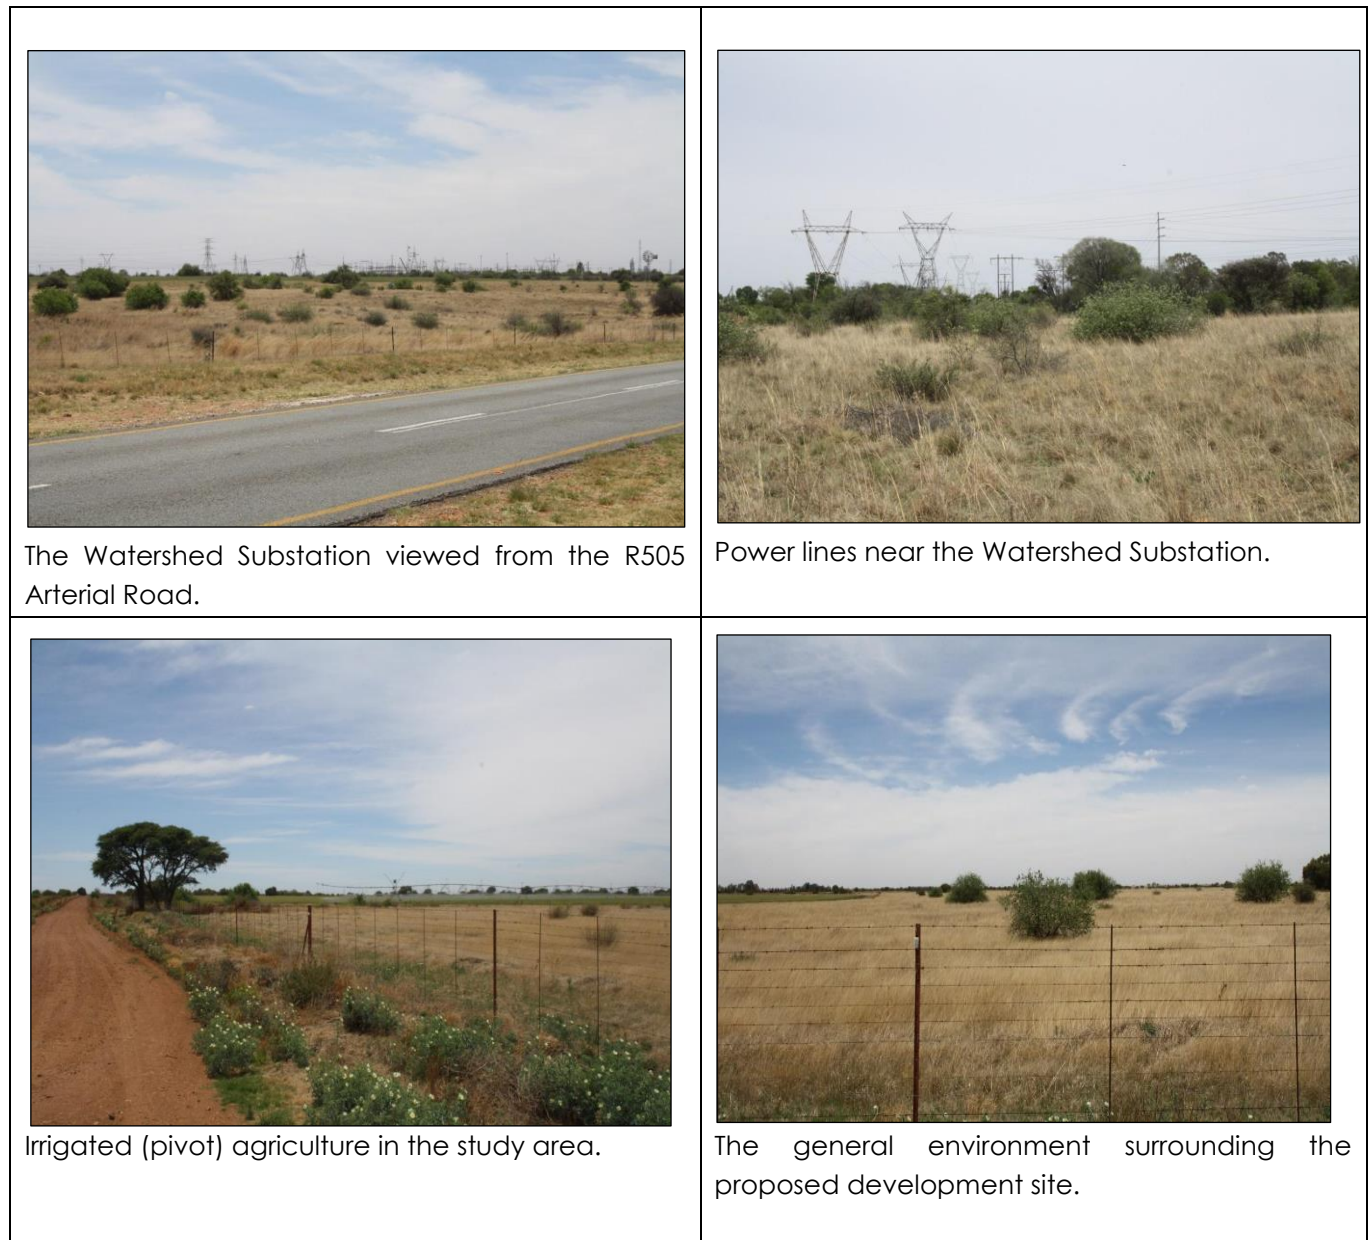 The Watershed Substation viewed from the R505
Arterial Road.
Power lines near the Watershed Substation.
Irrigated (pivot) agriculture in the study area.
The general environment surrounding the
proposed development site.